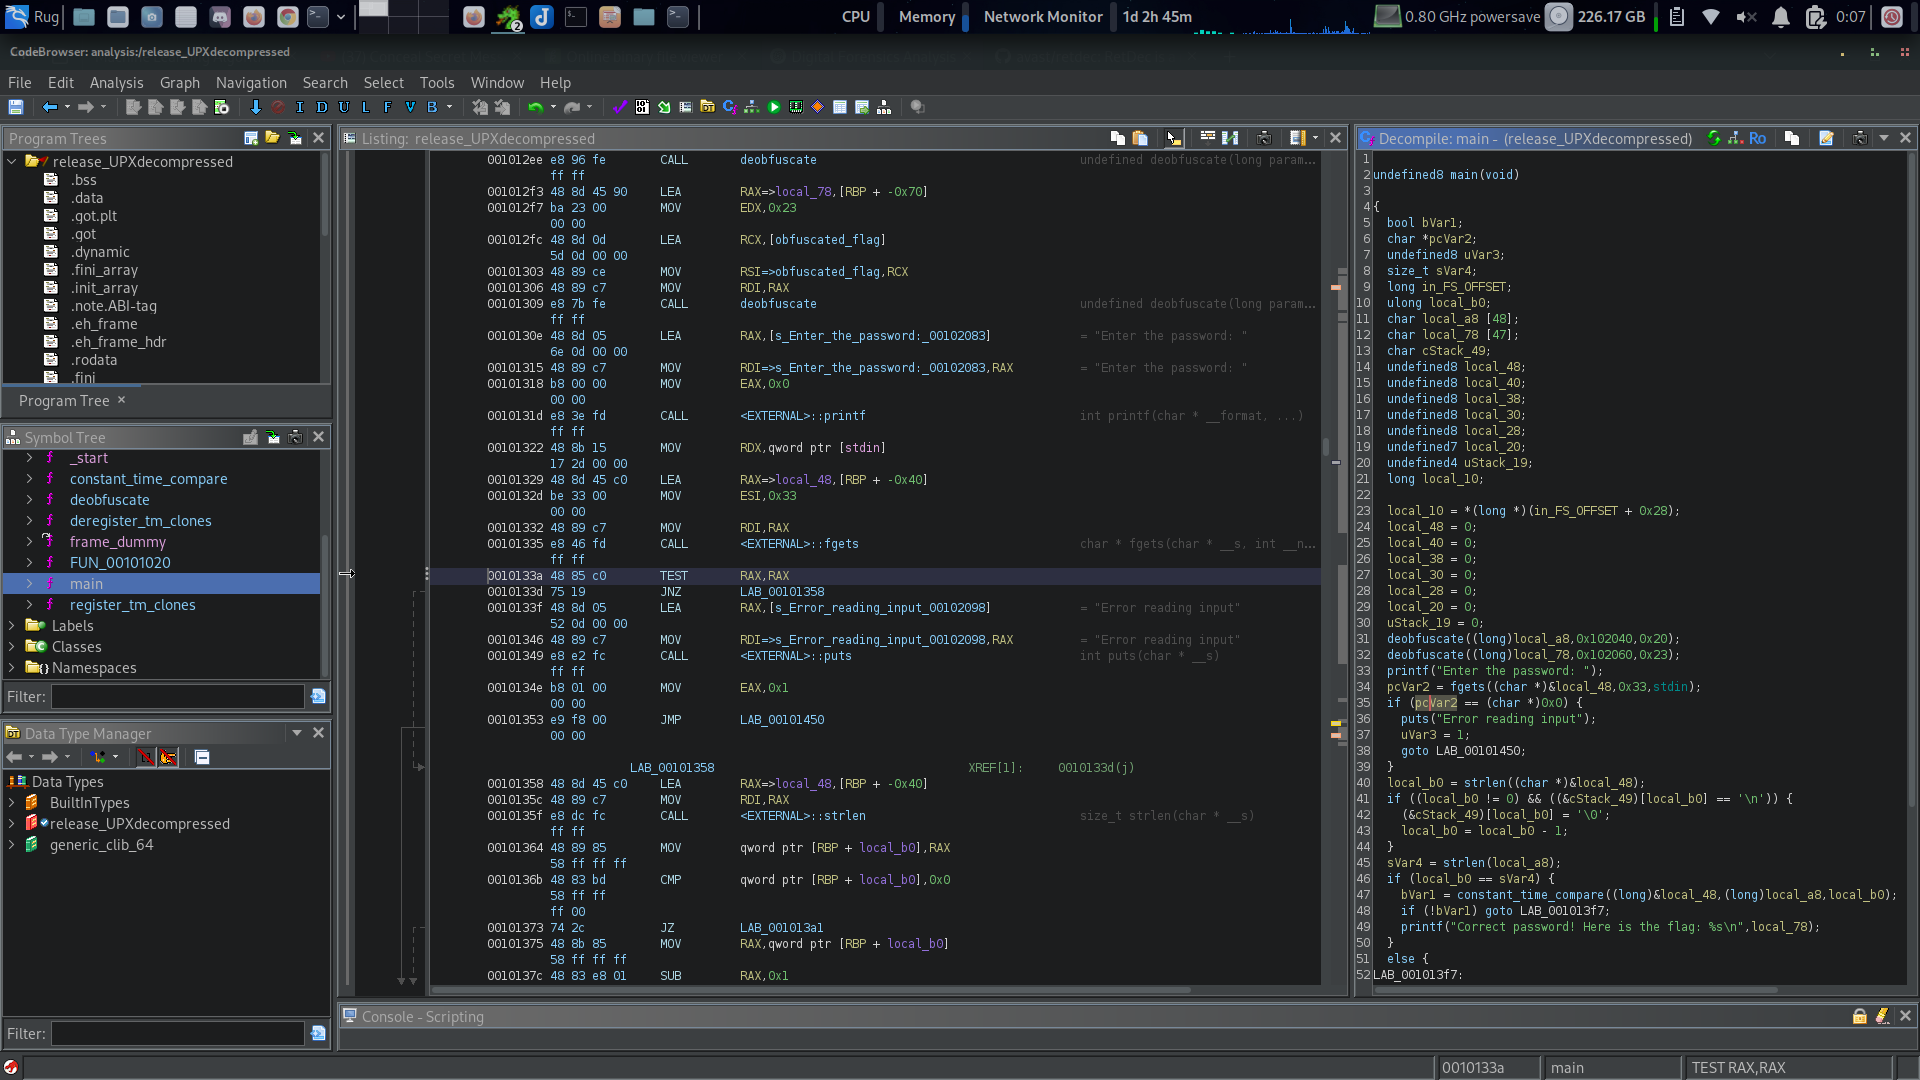 Rug
2
CPU
Memory
Network Monitor
1d 2h 45m
0.80 GHz powersave
226.17 GB
0:07
CodeBrowser: analysis:/release_UPXdecompressed
File Edit Analysis Graph Navigation Search Select Tools Window Help
I D U L F V B
Program Trees
release_UPXdecompressed
.bss
.data
.got.plt
.got
.dynamic
.fini_array
.init_array
.note.ABI-tag
.eh_frame
.eh_frame_hdr
.rodata
.fini
Program Tree ×
Symbol Tree
_start
constant_time_compare
deobfuscate
deregister_tm_clones
frame_dummy
FUN_00101020
main
register_tm_clones
Labels
Classes
Namespaces
Filter:
Data Type Manager
Data Types
BuiltInTypes
release_UPXdecompressed
generic_clib_64
Filter:
Listing: release_UPXdecompressed
001012ee e8 96 fe CALL deobfuscate undefined deobfuscate(long param...
ff ff
001012f3 48 8d 45 90 LEA RAX=>local_78,[RBP + -0x70]
001012f7 ba 23 00 MOV EDX,0x23
00 00
001012fc 48 8d 0d LEA RCX,[obfuscated_flag]
5d 0d 00 00
00101303 48 89 ce MOV RSI=>obfuscated_flag,RCX
00101306 48 89 c7 MOV RDI,RAX
00101309 e8 7b fe CALL deobfuscate undefined deobfuscate(long param...
ff ff
0010130e 48 8d 05 LEA RAX,[s_Enter_the_password:_00102083] = "Enter the password: "
6e 0d 00 00
00101315 48 89 c7 MOV RDI=>s_Enter_the_password:_00102083,RAX = "Enter the password: "
00101318 b8 00 00 MOV EAX,0x0
00 00
0010131d e8 3e fd CALL <EXTERNAL>::printf int printf(char * __format, ...)
ff ff
00101322 48 8b 15 MOV RDX,qword ptr [stdin]
17 2d 00 00
00101329 48 8d 45 c0 LEA RAX=>local_48,[RBP + -0x40]
0010132d be 33 00 MOV ESI,0x33
00 00
00101332 48 89 c7 MOV RDI,RAX
00101335 e8 46 fd CALL <EXTERNAL>::fgets char * fgets(char * __s, int __n...
ff ff
0010133a 48 85 c0 TEST RAX,RAX
0010133d 75 19 JNZ LAB_00101358
0010133f 48 8d 05 LEA RAX,[s_Error_reading_input_00102098] = "Error reading input"
52 0d 00 00
00101346 48 89 c7 MOV RDI=>s_Error_reading_input_00102098,RAX = "Error reading input"
00101349 e8 e2 fc CALL <EXTERNAL>::puts int puts(char * __s)
ff ff
0010134e b8 01 00 MOV EAX,0x1
00 00
00101353 e9 f8 00 JMP LAB_00101450
00 00
LAB_00101358 XREF[1]: 0010133d(j)
00101358 48 8d 45 c0 LEA RAX=>local_48,[RBP + -0x40]
0010135c 48 89 c7 MOV RDI,RAX
0010135f e8 dc fc CALL <EXTERNAL>::strlen size_t strlen(char * __s)
ff ff
00101364 48 89 85 MOV qword ptr [RBP + local_b0],RAX
58 ff ff ff
0010136b 48 83 bd CMP qword ptr [RBP + local_b0],0x0
58 ff ff
ff 00
00101373 74 2c JZ LAB_001013a1
00101375 48 8b 85 MOV RAX,qword ptr [RBP + local_b0]
58 ff ff ff
0010137c 48 83 e8 01 SUB RAX,0x1
Decompile: main - (release_UPXdecompressed)
Ro
1
2 undefined8 main(void)
3
4 {
5 bool bVar1;
6 char *pcVar2;
7 undefined8 uVar3;
8 size_t sVar4;
9 long in_FS_OFFSET;
10 ulong local_b0;
11 char local_a8 [48];
12 char local_78 [47];
13 char cStack_49;
14 undefined8 local_48;
15 undefined8 local_40;
16 undefined8 local_38;
17 undefined8 local_30;
18 undefined8 local_28;
19 undefined7 local_20;
20 undefined4 uStack_19;
21 long local_10;
22
23 local_10 = *(long *)(in_FS_OFFSET + 0x28);
24 local_48 = 0;
25 local_40 = 0;
26 local_38 = 0;
27 local_30 = 0;
28 local_28 = 0;
29 local_20 = 0;
30 uStack_19 = 0;
31 deobfuscate((long)local_a8,0x102040,0x20);
32 deobfuscate((long)local_78,0x102060,0x23);
33 printf("Enter the password: ");
34 pcVar2 = fgets((char *)&local_48,0x33,stdin);
35 if (pcVar2 == (char *)0x0) {
36 puts("Error reading input");
37 uVar3 = 1;
38 goto LAB_00101450;
39 }
40 local_b0 = strlen((char *)&local_48);
41 if ((local_b0 != 0) && ((&cStack_49)[local_b0] == '\n')) {
42 (&cStack_49)[local_b0] = '\0';
43 local_b0 = local_b0 - 1;
44 }
45 sVar4 = strlen(local_a8);
46 if (local_b0 == sVar4) {
47 bVar1 = constant_time_compare((long)&local_48,(long)local_a8,local_b0);
48 if (!bVar1) goto LAB_001013f7;
49 printf("Correct password! Here is the flag: %s\n",local_78);
50 }
51 else {
52 LAB_001013f7:
Console - Scripting
0010133a
main
TEST RAX,RAX